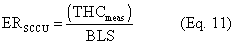 ER_SCCU = (THC_meas) / BLS (Eq. 11)